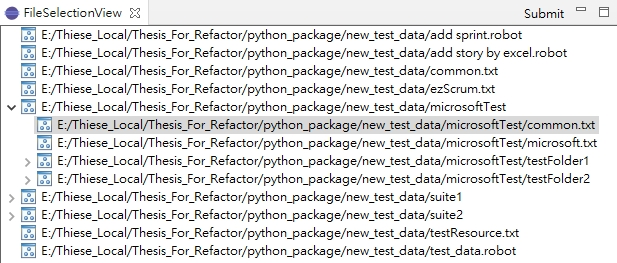 FileSelectionView
Submit
E:/Thiese_Local/Thesis_For_Refactor/python_package/new_test_data/add sprint.robot
E:/Thiese_Local/Thesis_For_Refactor/python_package/new_test_data/add story by excel.robot
E:/Thiese_Local/Thesis_For_Refactor/python_package/new_test_data/common.txt
E:/Thiese_Local/Thesis_For_Refactor/python_package/new_test_data/ezScrum.txt
E:/Thiese_Local/Thesis_For_Refactor/python_package/new_test_data/microsoftTest
E:/Thiese_Local/Thesis_For_Refactor/python_package/new_test_data/microsoftTest/common.txt
E:/Thiese_Local/Thesis_For_Refactor/python_package/new_test_data/microsoftTest/microsoft.txt
E:/Thiese_Local/Thesis_For_Refactor/python_package/new_test_data/microsoftTest/testFolder1
E:/Thiese_Local/Thesis_For_Refactor/python_package/new_test_data/microsoftTest/testFolder2
E:/Thiese_Local/Thesis_For_Refactor/python_package/new_test_data/suite1
E:/Thiese_Local/Thesis_For_Refactor/python_package/new_test_data/suite2
E:/Thiese_Local/Thesis_For_Refactor/python_package/new_test_data/testResource.txt
E:/Thiese_Local/Thesis_For_Refactor/python_package/new_test_data/test_data.robot